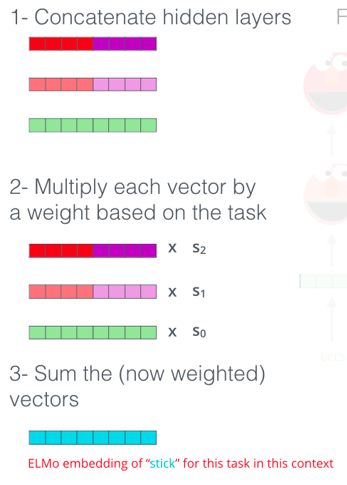 1- Concatenate hidden layers
2- Multiply each vector by
a weight based on the task
X S₂
X S₁
X S₀
3- Sum the (now weighted)
vectors
ELMo embedding of “stick” for this task in this context